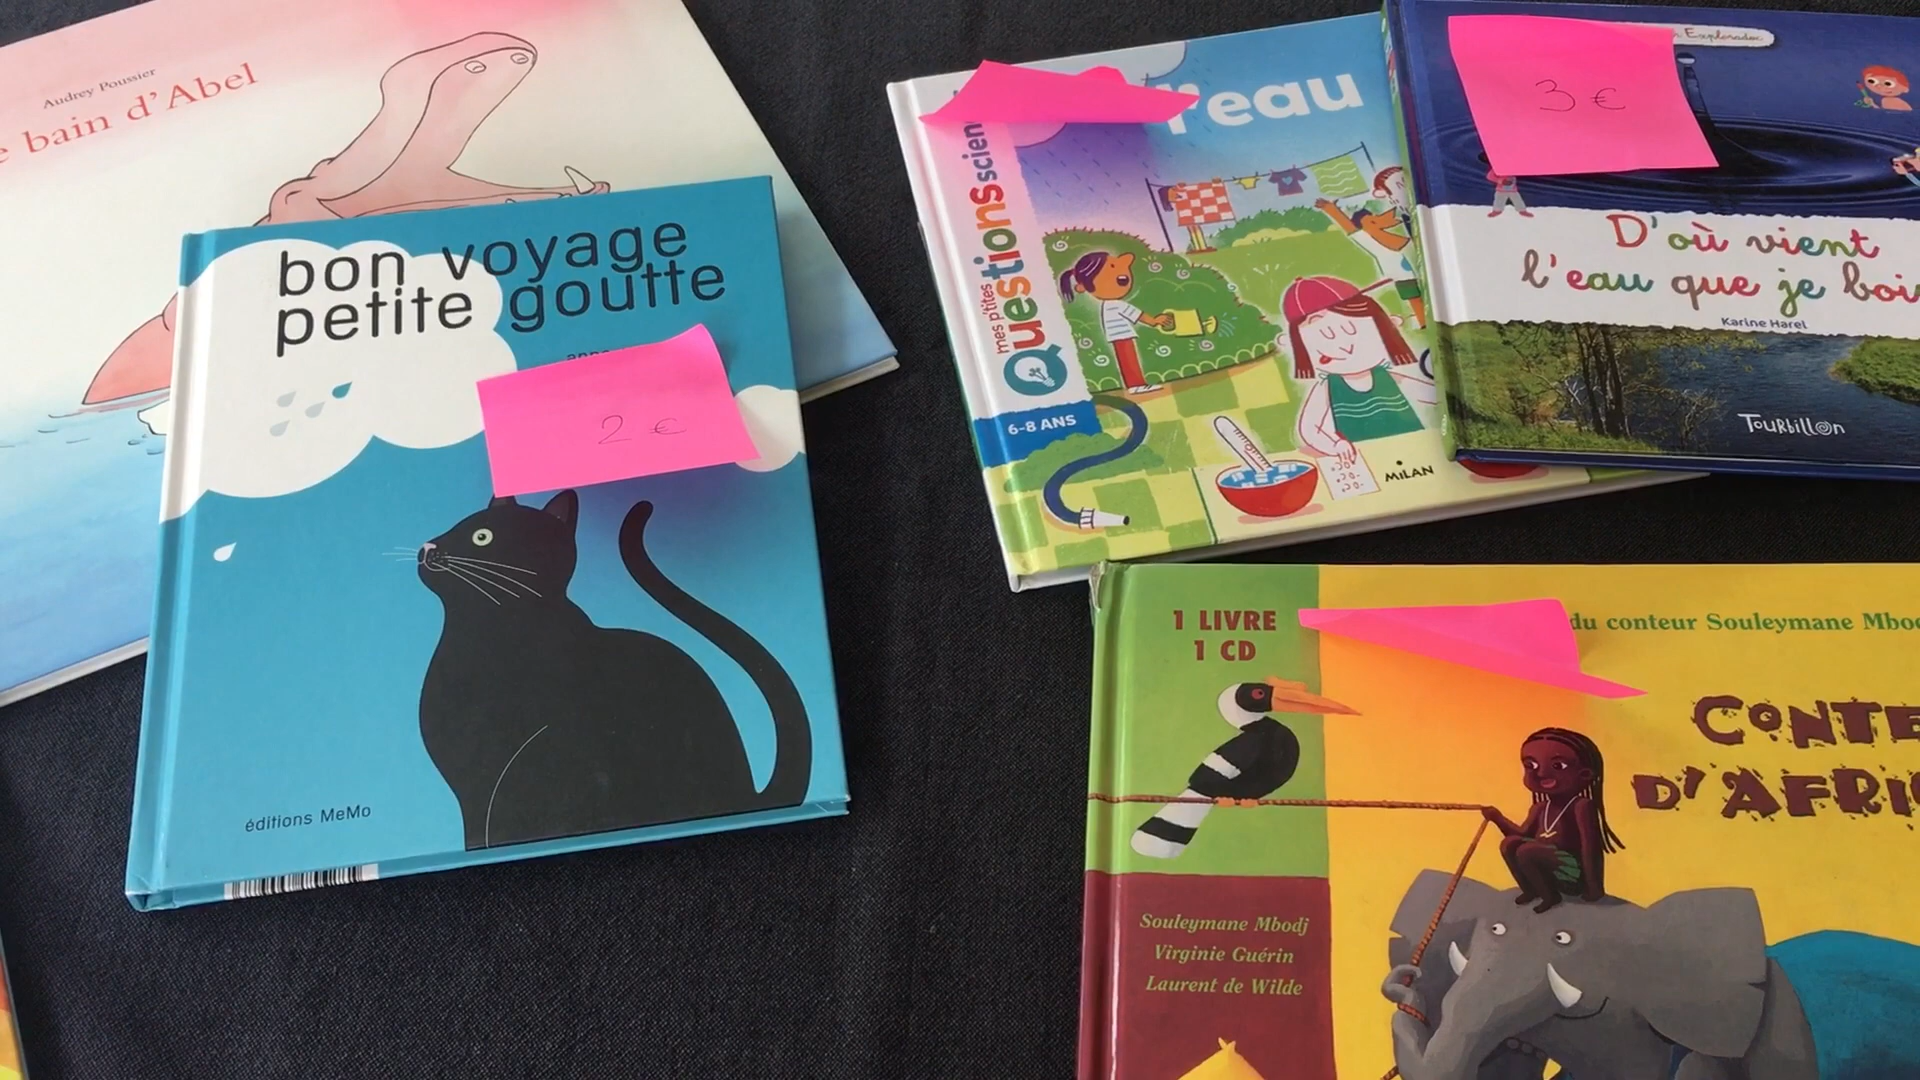 Audrey Poussier
bain d'Abel
bon voyage
petite goutte
2 €
éditions MeMo
l'eau
mes p'tites
Questions
6-8 ANS
MiLAN
3 €
D'où vient
l'eau que je
Karine Harel
TOURbillon
1 LIVRE
1 CD
du conteur Souleymane
CONTE
D'AFRI
Souleymane Mbodj
Virginie Guérin
Laurent de Wilde